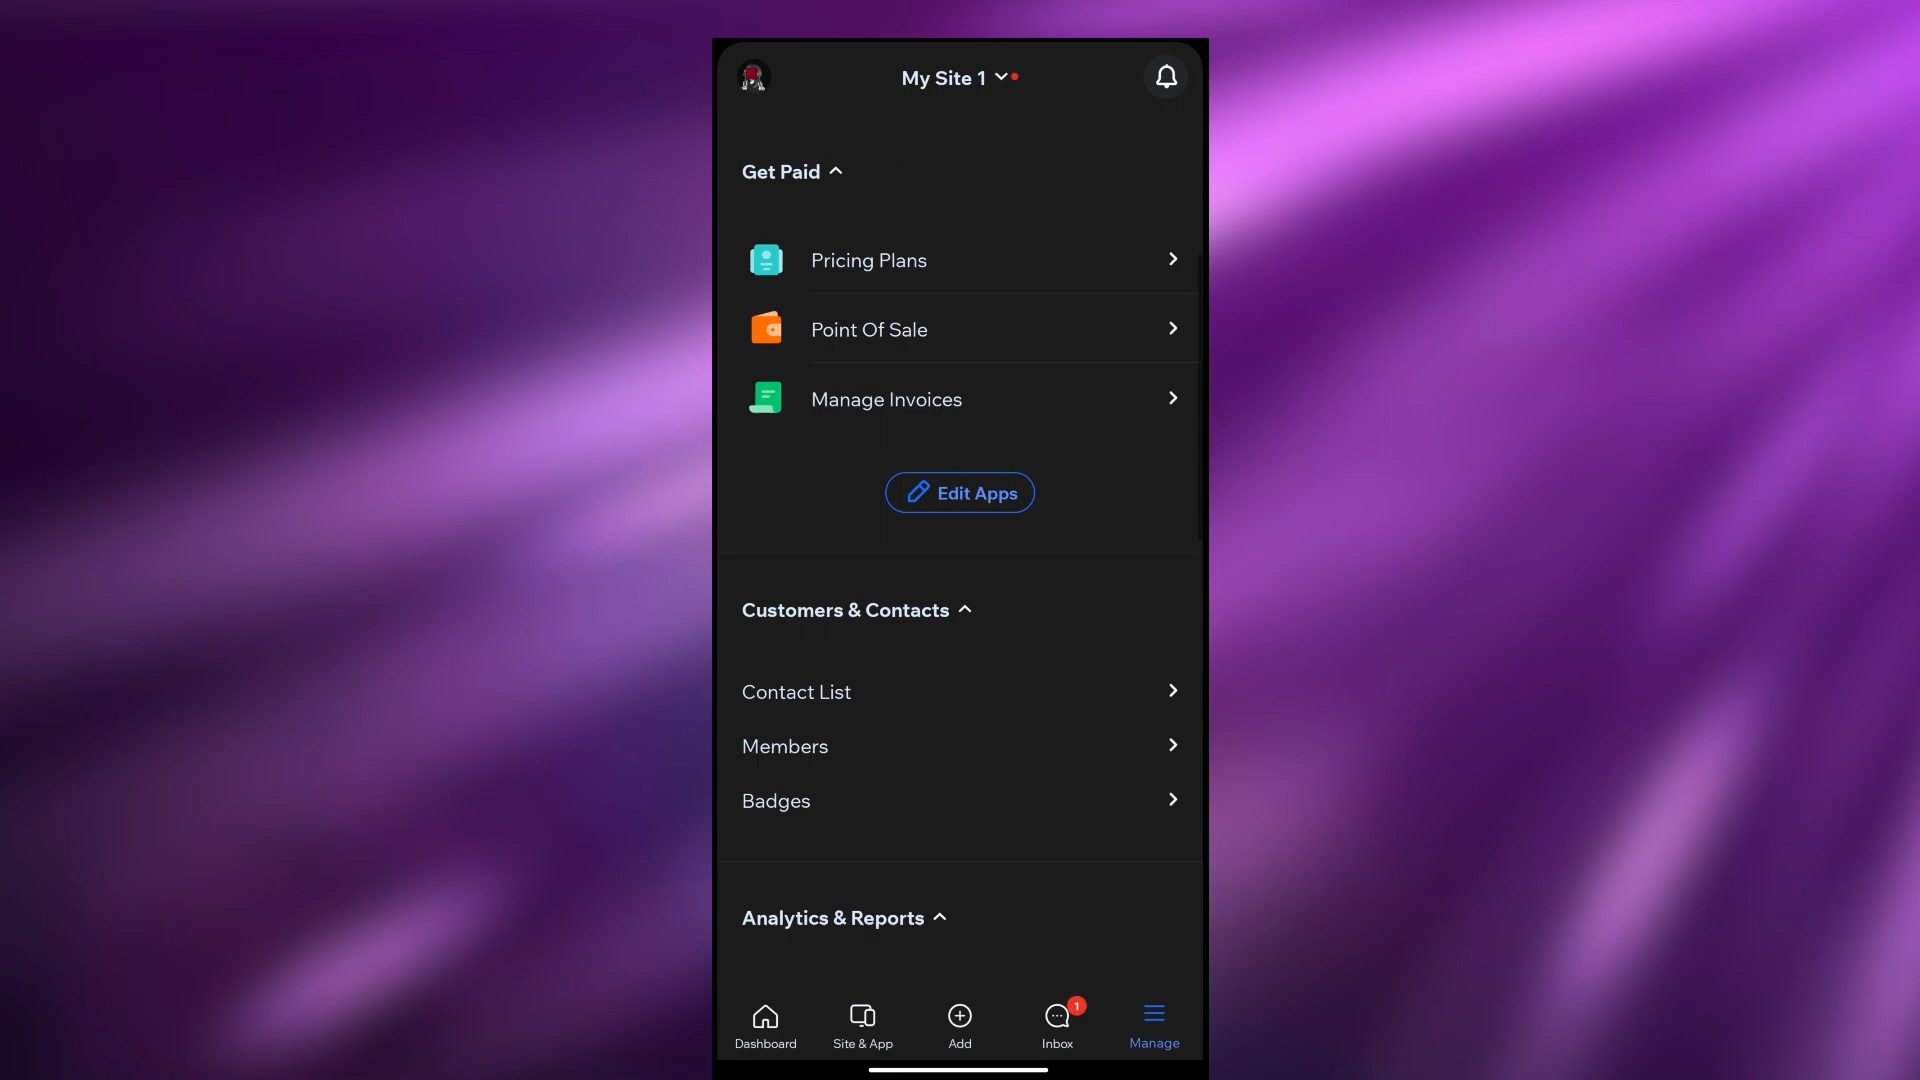 My Site 1
Get Paid
Pricing Plans
Point Of Sale
Manage Invoices
Edit Apps
Customers & Contacts
Contact List
Members
Badges
Analytics & Reports
1
Dashboard
Site & App
Add
Inbox
Manage